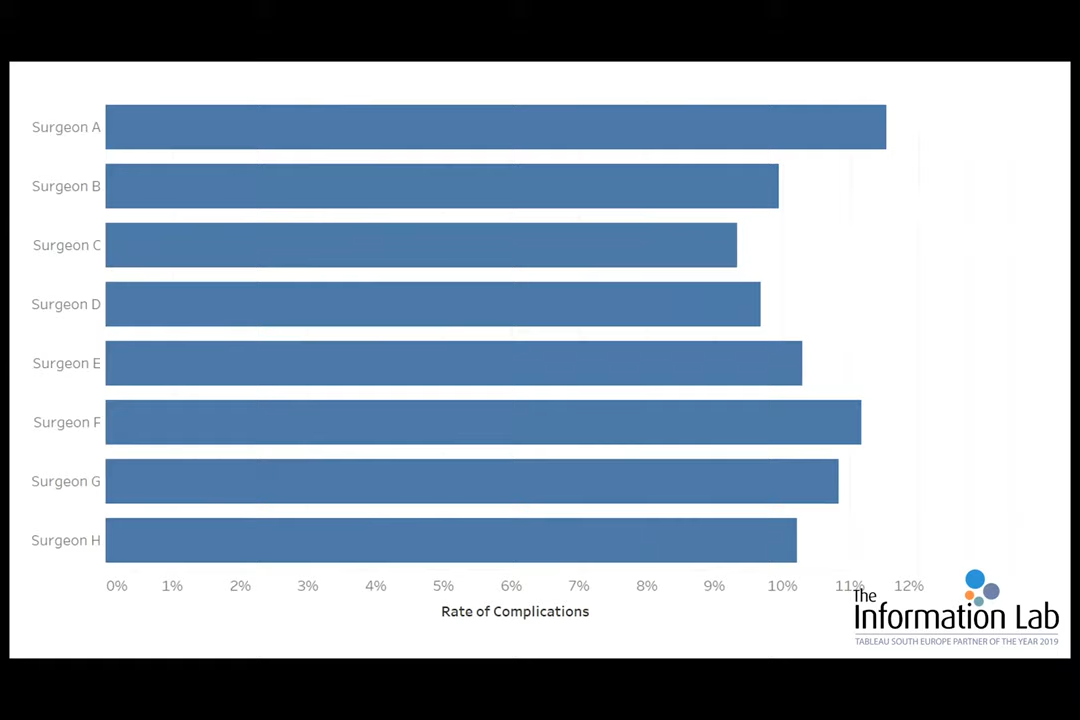 Surgeon A
Surgeon B
Surgeon C
Surgeon D
Surgeon E
Surgeon F
Surgeon G
Surgeon H
0% 1% 2% 3% 4% 5% 6% 7% 8% 9% 10% 11% 12%
Rate of Complications
The
Information Lab
TABLEAU SOUTH EUROPE PARTNER OF THE YEAR 2019